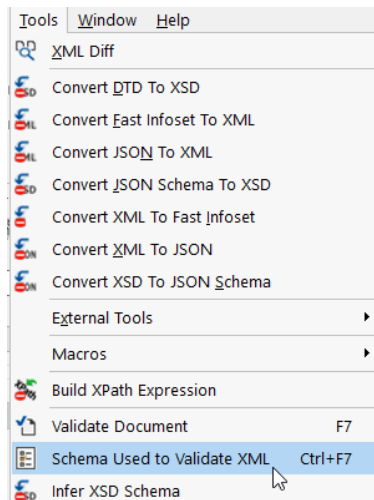 Tools Window Help
XML Diff
Convert DTD To XSD
Convert Fast Infoset To XML
Convert JSON To XML
Convert JSON Schema To XSD
Convert XML To Fast Infoset
Convert XML To JSON
Convert XSD To JSON Schema
External Tools
Macros
Build XPath Expression
Validate Document F7
Schema Used to Validate XML Ctrl+F7
Infer XSD Schema